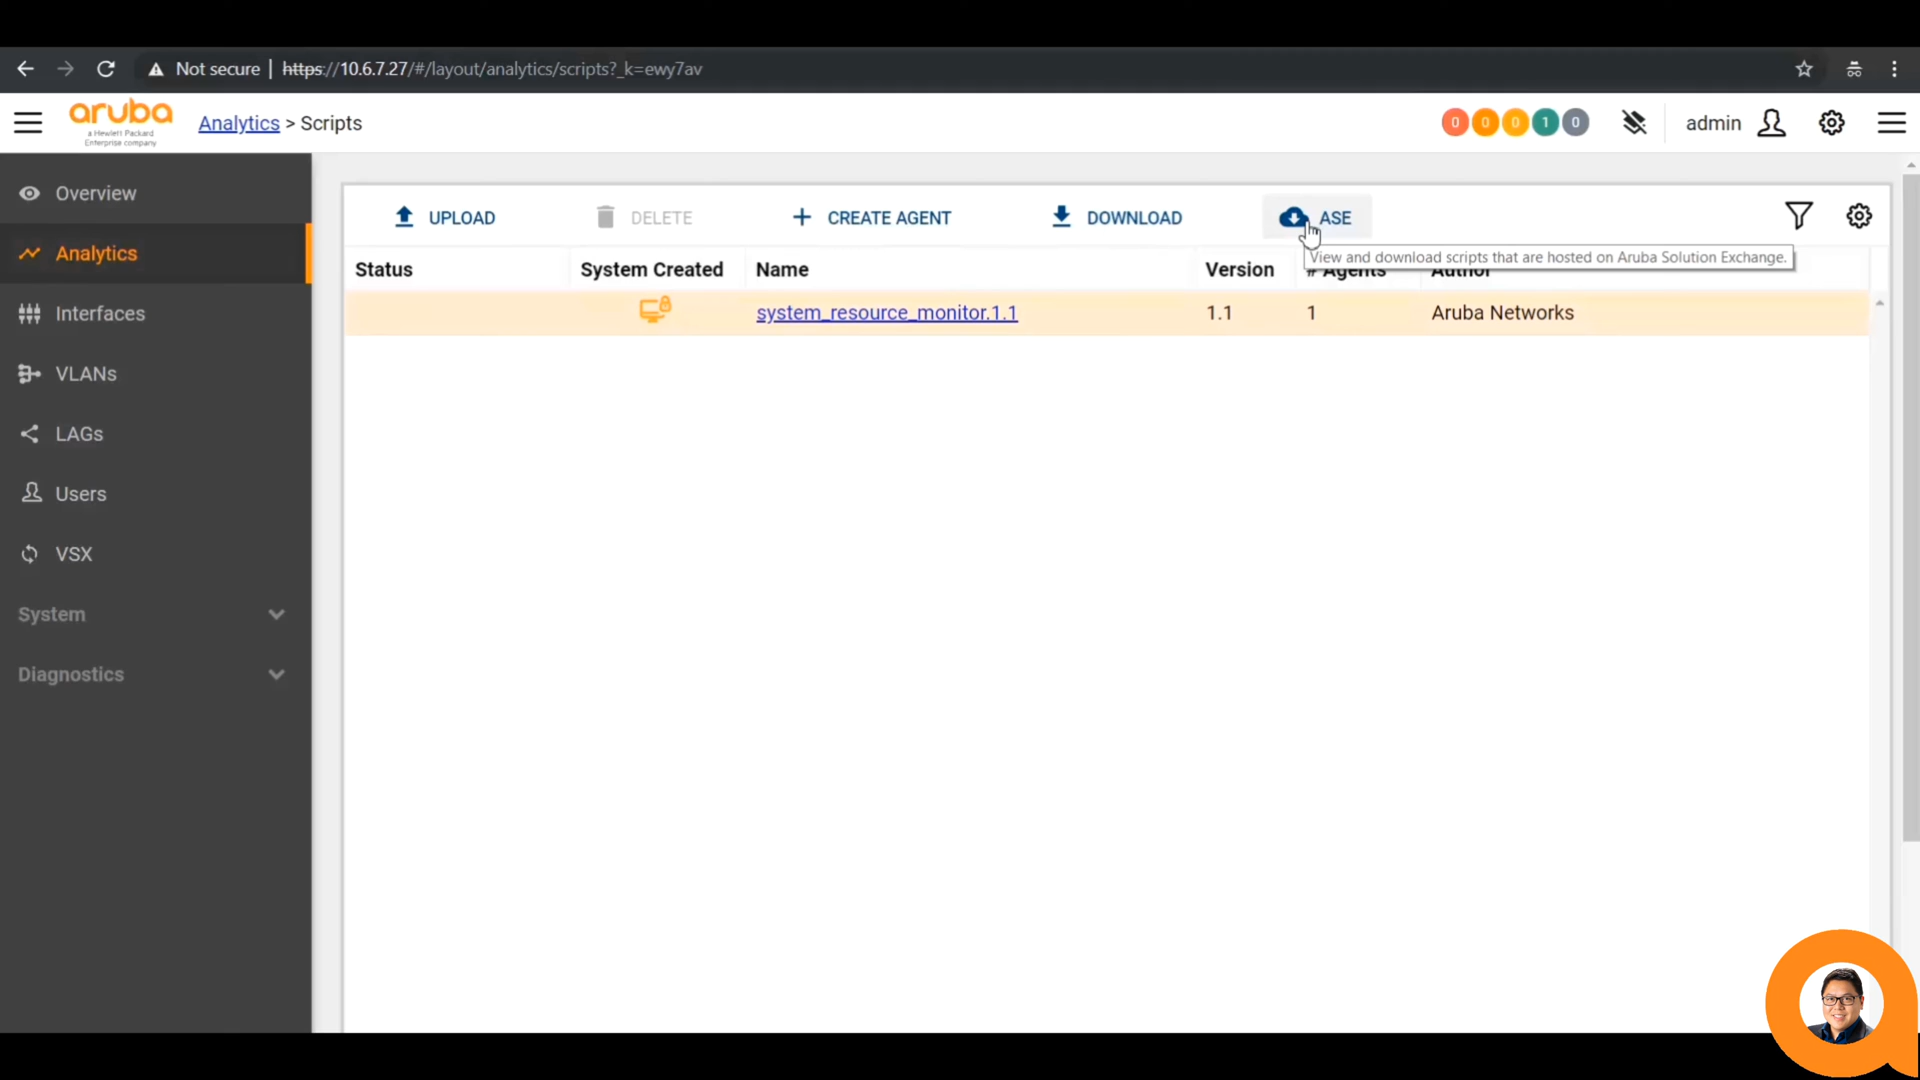 Not secure | https://10.6.7.27/#/layout/analytics/scripts?_k=ewy7av
aruba
a Hewlett Packard
Enterprise company
Analytics > Scripts
0 0 0 1 0
admin
Overview
Analytics
Interfaces
VLANs
LAGs
Users
VSX
System
Diagnostics
UPLOAD DELETE CREATE AGENT DOWNLOAD ASE
View and download scripts that are hosted on Aruba Solution Exchange.
Status System Created Name Version # Agents Author
system_resource_monitor.1.1 1.1 1 Aruba Networks